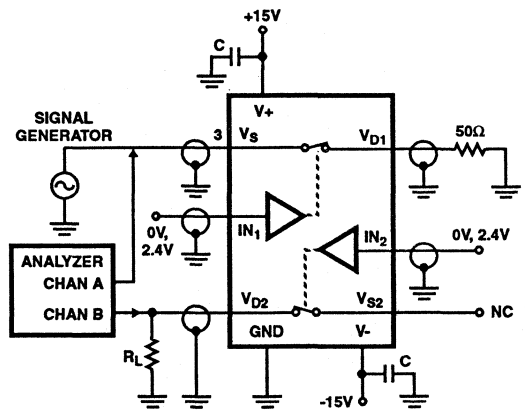 +15V
C
V+
SIGNAL
GENERATOR
3
VS
VD1
50Ω
0V,
2.4V
IN1
IN2
0V, 2.4V
ANALYZER
CHAN A
CHAN B
VD2
VS2
NC
RL
GND
V-
C
-15V